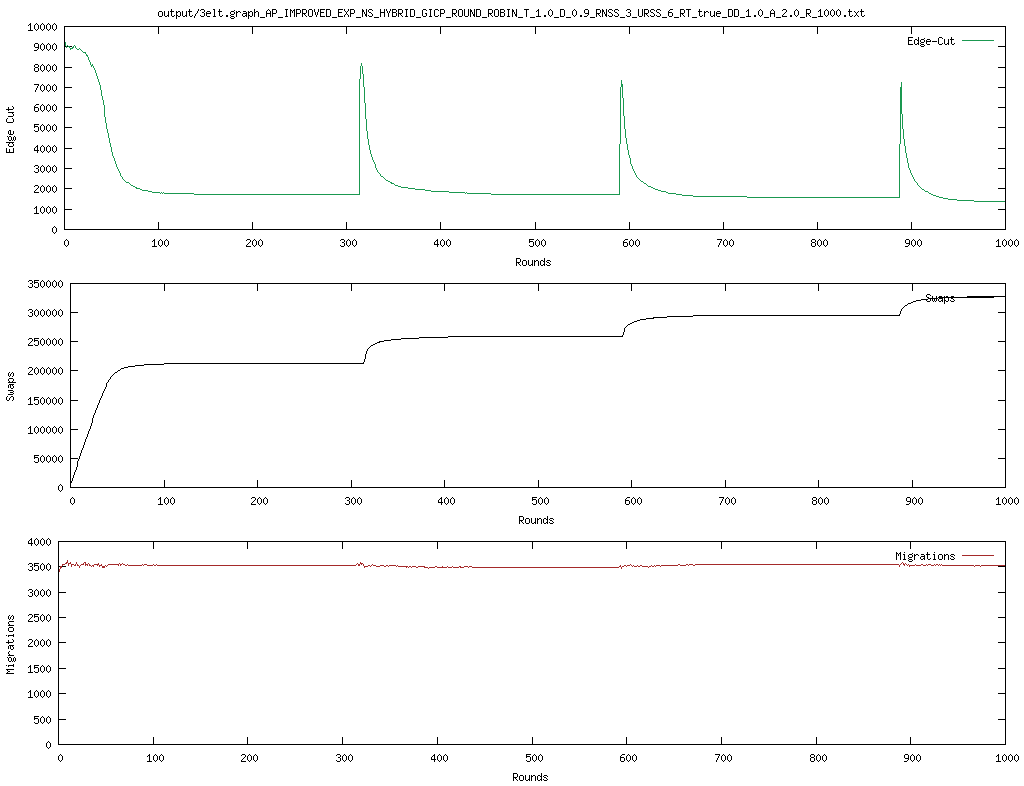 output/3elt.graph_AP_IMPROVED_EXP_NS_HYBRID_GICP_ROUND_ROBIN_T_1.0_D_0.9_RNSS_3_URSS_6_RT_true_DD_1.0_A_2.0_R_1000.txt
10000
9000
8000
7000
6000
5000
4000
3000
2000
1000
0
Edge Cut
Edge-Cut
0 100 200 300 400 500 600 700 800 900 1000
Rounds
350000
300000
250000
200000
150000
100000
50000
0
Swaps
Swaps
0 100 200 300 400 500 600 700 800 900 1000
Rounds
4000
3500
3000
2500
2000
1500
1000
500
0
Migrations
Migrations
0 100 200 300 400 500 600 700 800 900 1000
Rounds